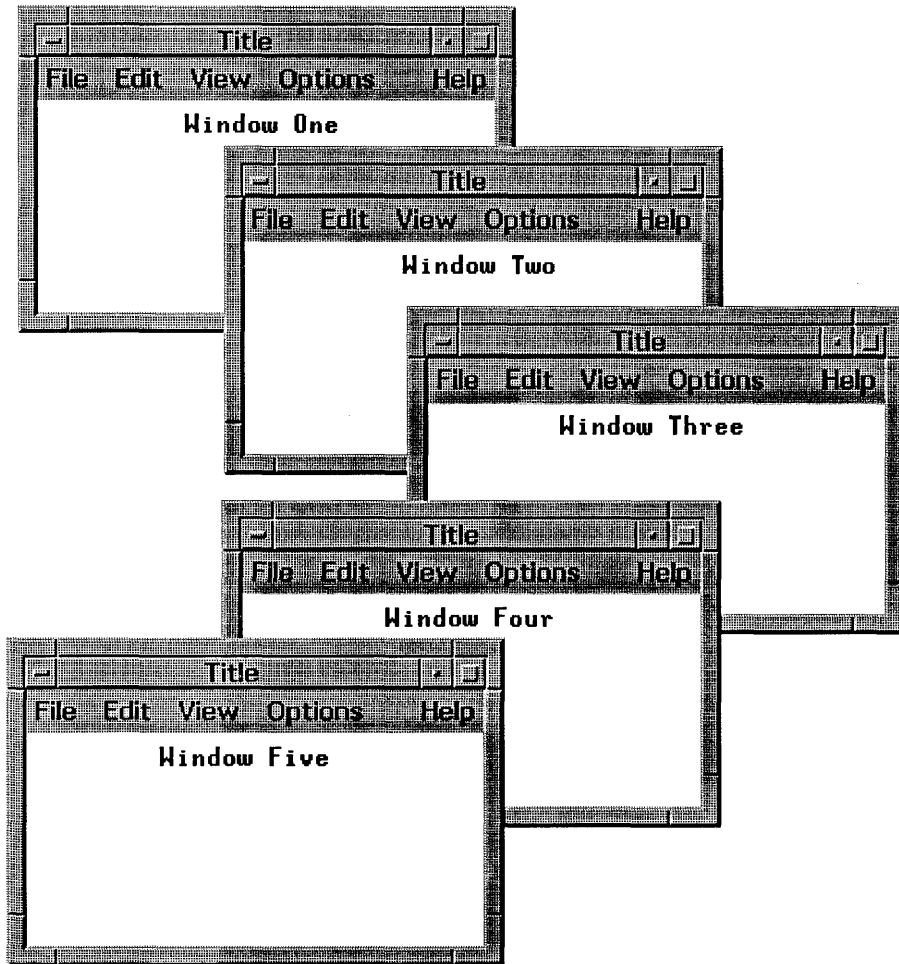 Title
File Edit View Options Help
Window One
Title
File Edit View Options Help
Window Two
Title
File Edit View Options Help
Window Three
Title
File Edit View Options Help
Window Four
Title
File Edit View Options Help
Window Five